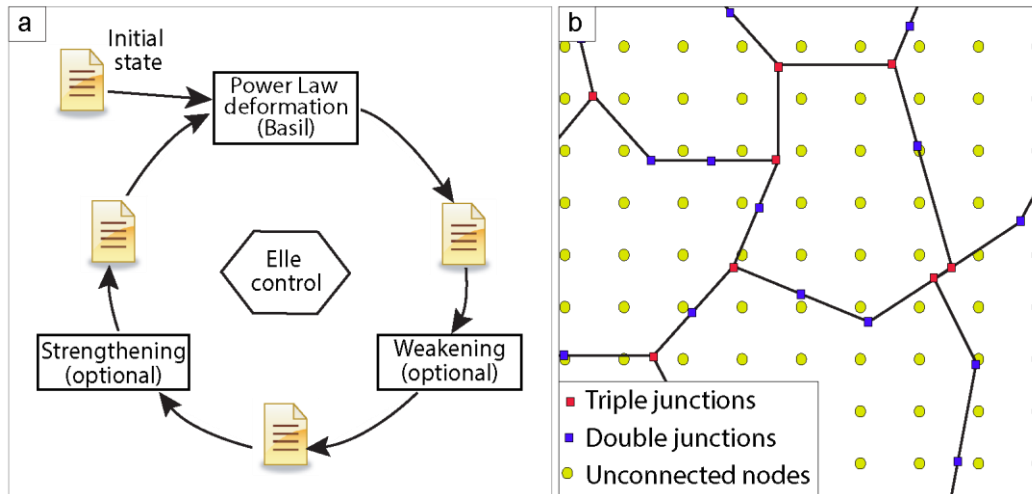 a
Initial
state
Power Law
deformation
(Basil)
Elle
control
Strengthening
(optional)
Weakening
(optional)
b
Triple junctions
Double junctions
Unconnected nodes